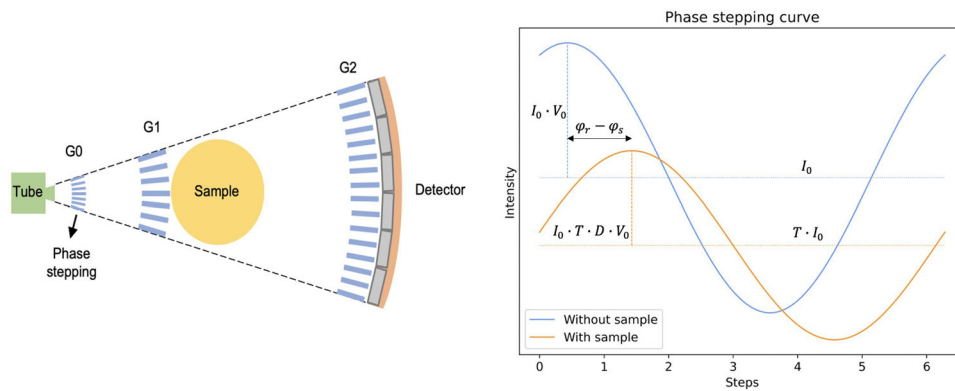 G2
G1
G0
Tube
Sample
Detector
Phase
stepping
Phase stepping curve
I₀ · V₀
φᵣ − φₛ
I₀
I₀ · T · D · V₀
T · I₀
Intensity
Without sample
With sample
0 1 2 3 4 5 6
Steps